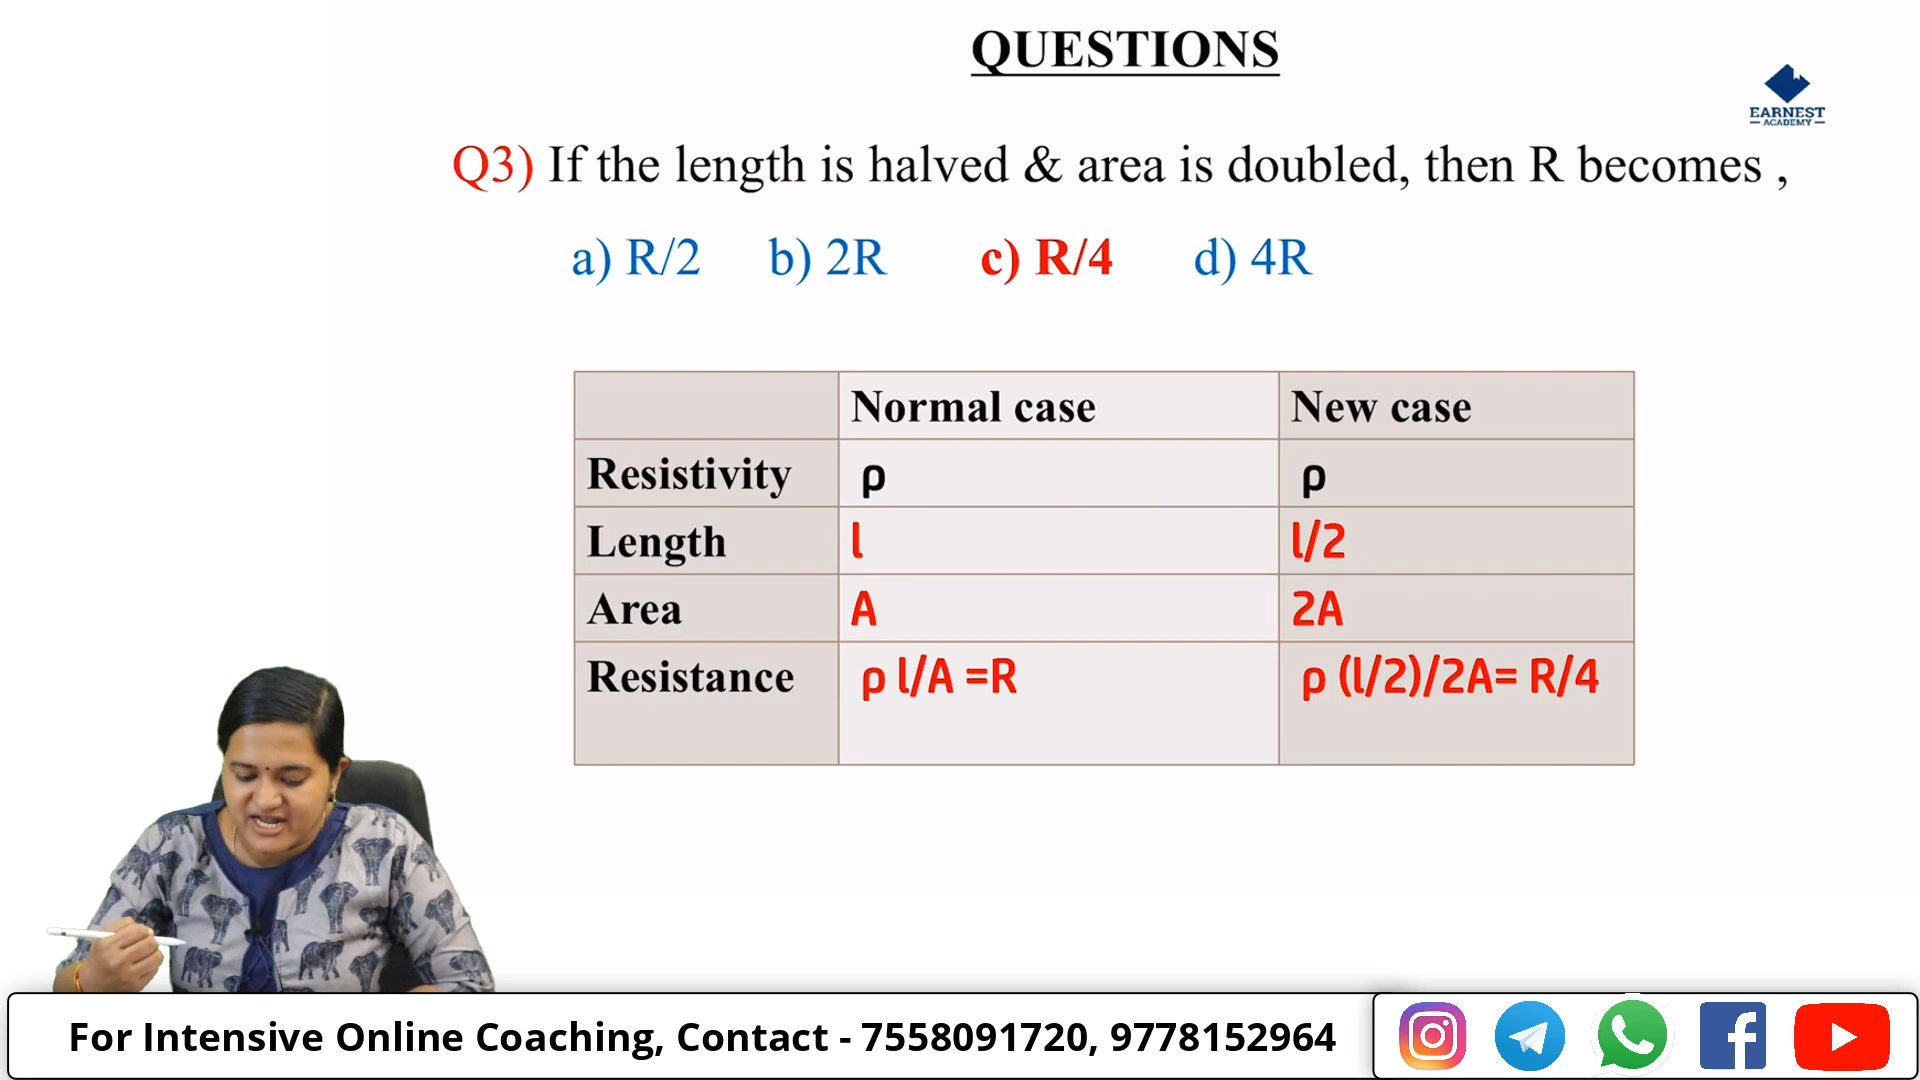 QUESTIONS
EARNEST
ACADEMY
Q3) If the length is halved & area is doubled, then R becomes ,
a) R/2 b) 2R c) R/4 d) 4R
Normal case New case
Resistivity ρ ρ
Length l l/2
Area A 2A
Resistance ρ l/A =R ρ (l/2)/2A= R/4
For Intensive Online Coaching, Contact - 7558091720, 9778152964